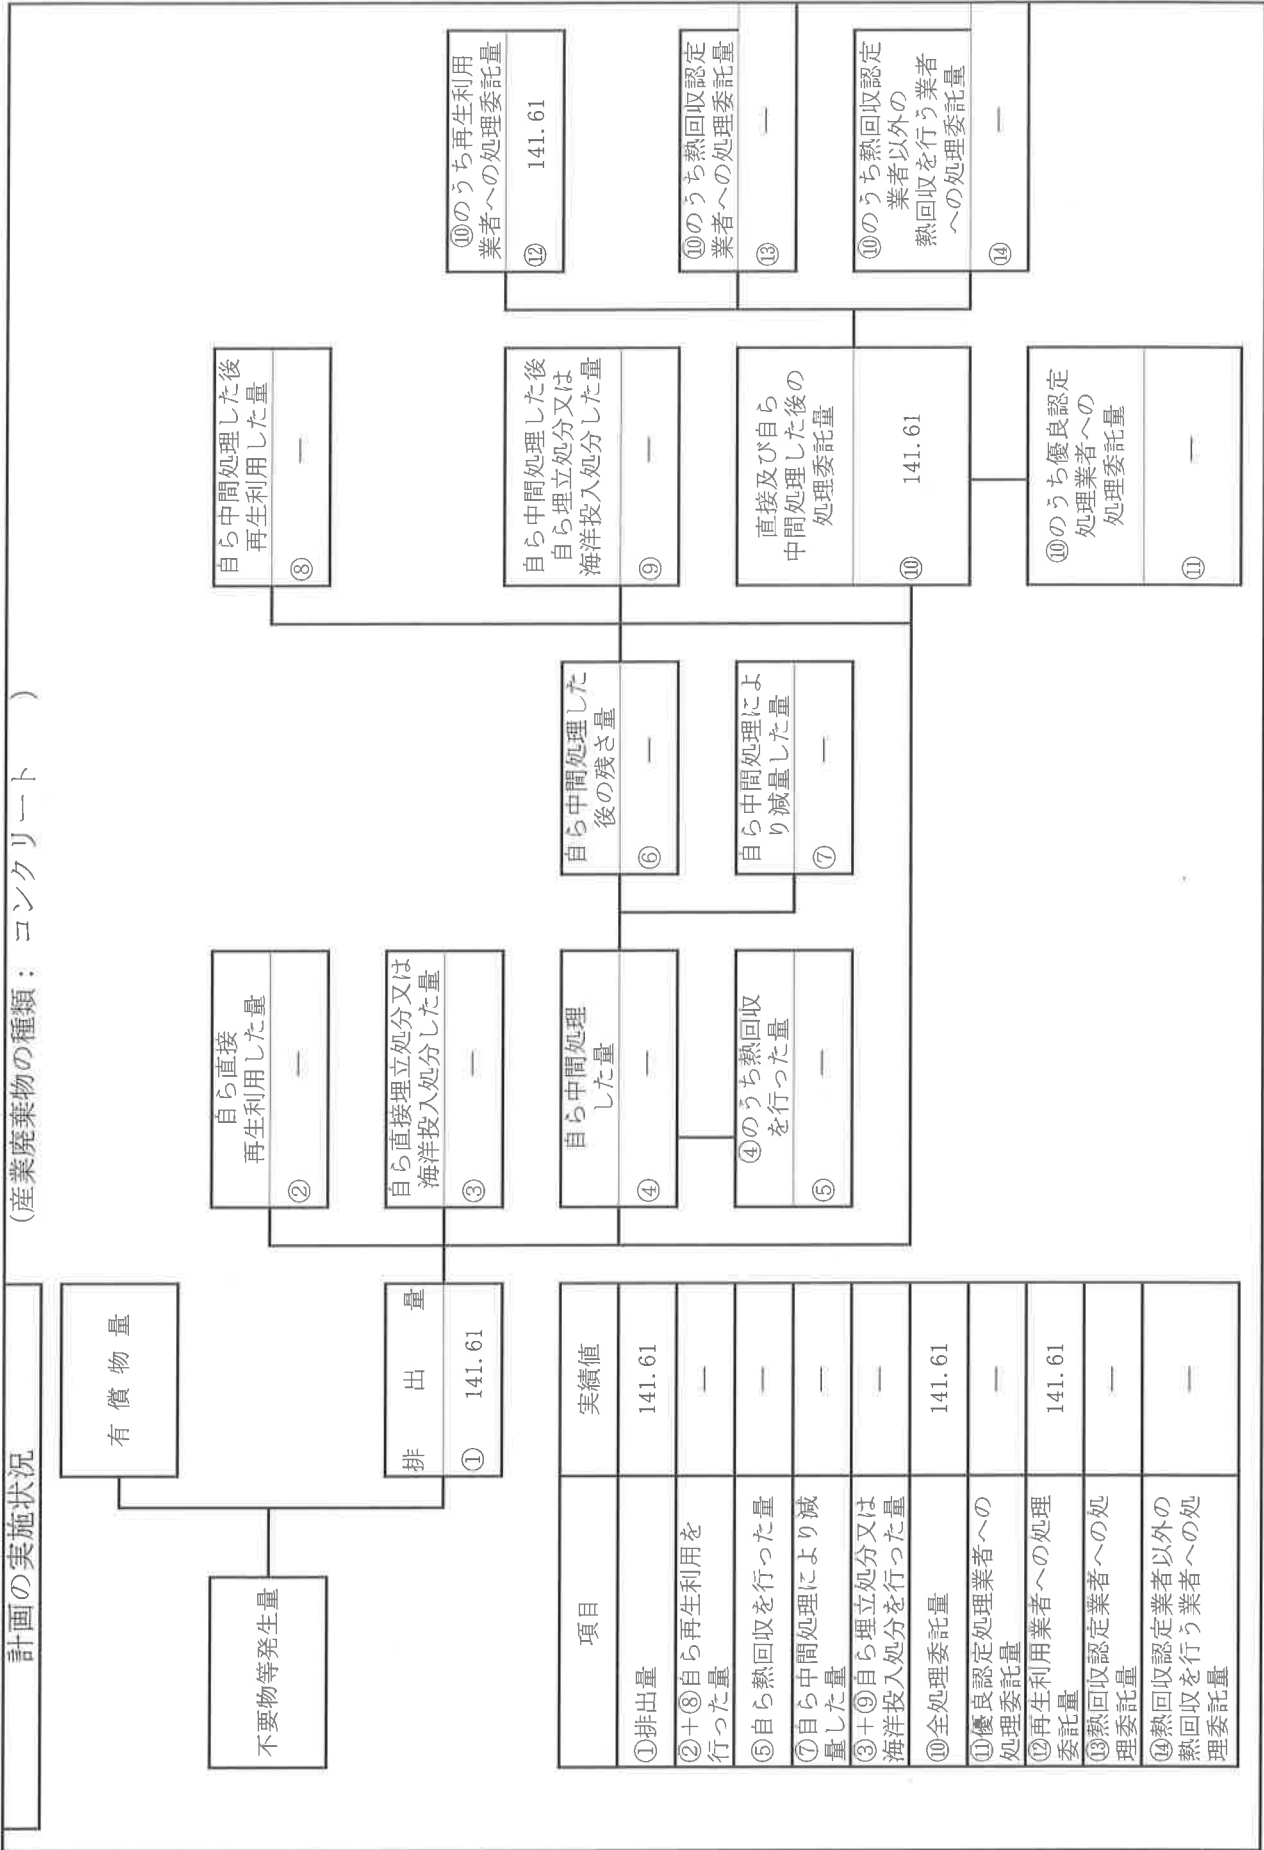 計画の実施状況
(産業廃棄物の種類： コンクリート )
不要物等発生量
有償物量
排出量
① 141.61
自ら直接
再生利用した量
② ―
自ら直接埋立処分又は
海洋投入処分した量
③ ―
自ら中間処理
した量
④ ―
④のうち熱回収
を行った量
⑤ ―
自ら中間処理した
後の残さ量
⑥ ―
自ら中間処理によ
り減量した量
⑦ ―
自ら中間処理した後
再生利用した量
⑧ ―
自ら中間処理した後
自ら埋立処分又は
海洋投入処分した量
⑨ ―
直接及び自ら
中間処理した後の
処理委託量
⑩ 141.61
⑩のうち優良認定
処理業者への
処理委託量
⑪ ―
⑩のうち再生利用
業者への処理委託量
⑫ 141.61
⑩のうち熱回収認定
業者への処理委託量
⑬ ―
⑩のうち熱回収認定
業者以外の
熱回収を行う業者
への処理委託量
⑭ ―
項目 実績値
①排出量 141.61
②+⑧自ら再生利用を
行った量 ―
⑤自ら熱回収を行った量 ―
⑦自ら中間処理により減
量した量 ―
③+⑨自ら埋立処分又は
海洋投入処分を行った量 ―
⑩全処理委託量 141.61
⑪優良認定処理業者への
処理委託量 ―
⑫再生利用業者への処理
委託量 141.61
⑬熱回収認定業者への処
理委託量 ―
⑭熱回収認定業者以外の
熱回収を行う業者への処
理委託量 ―